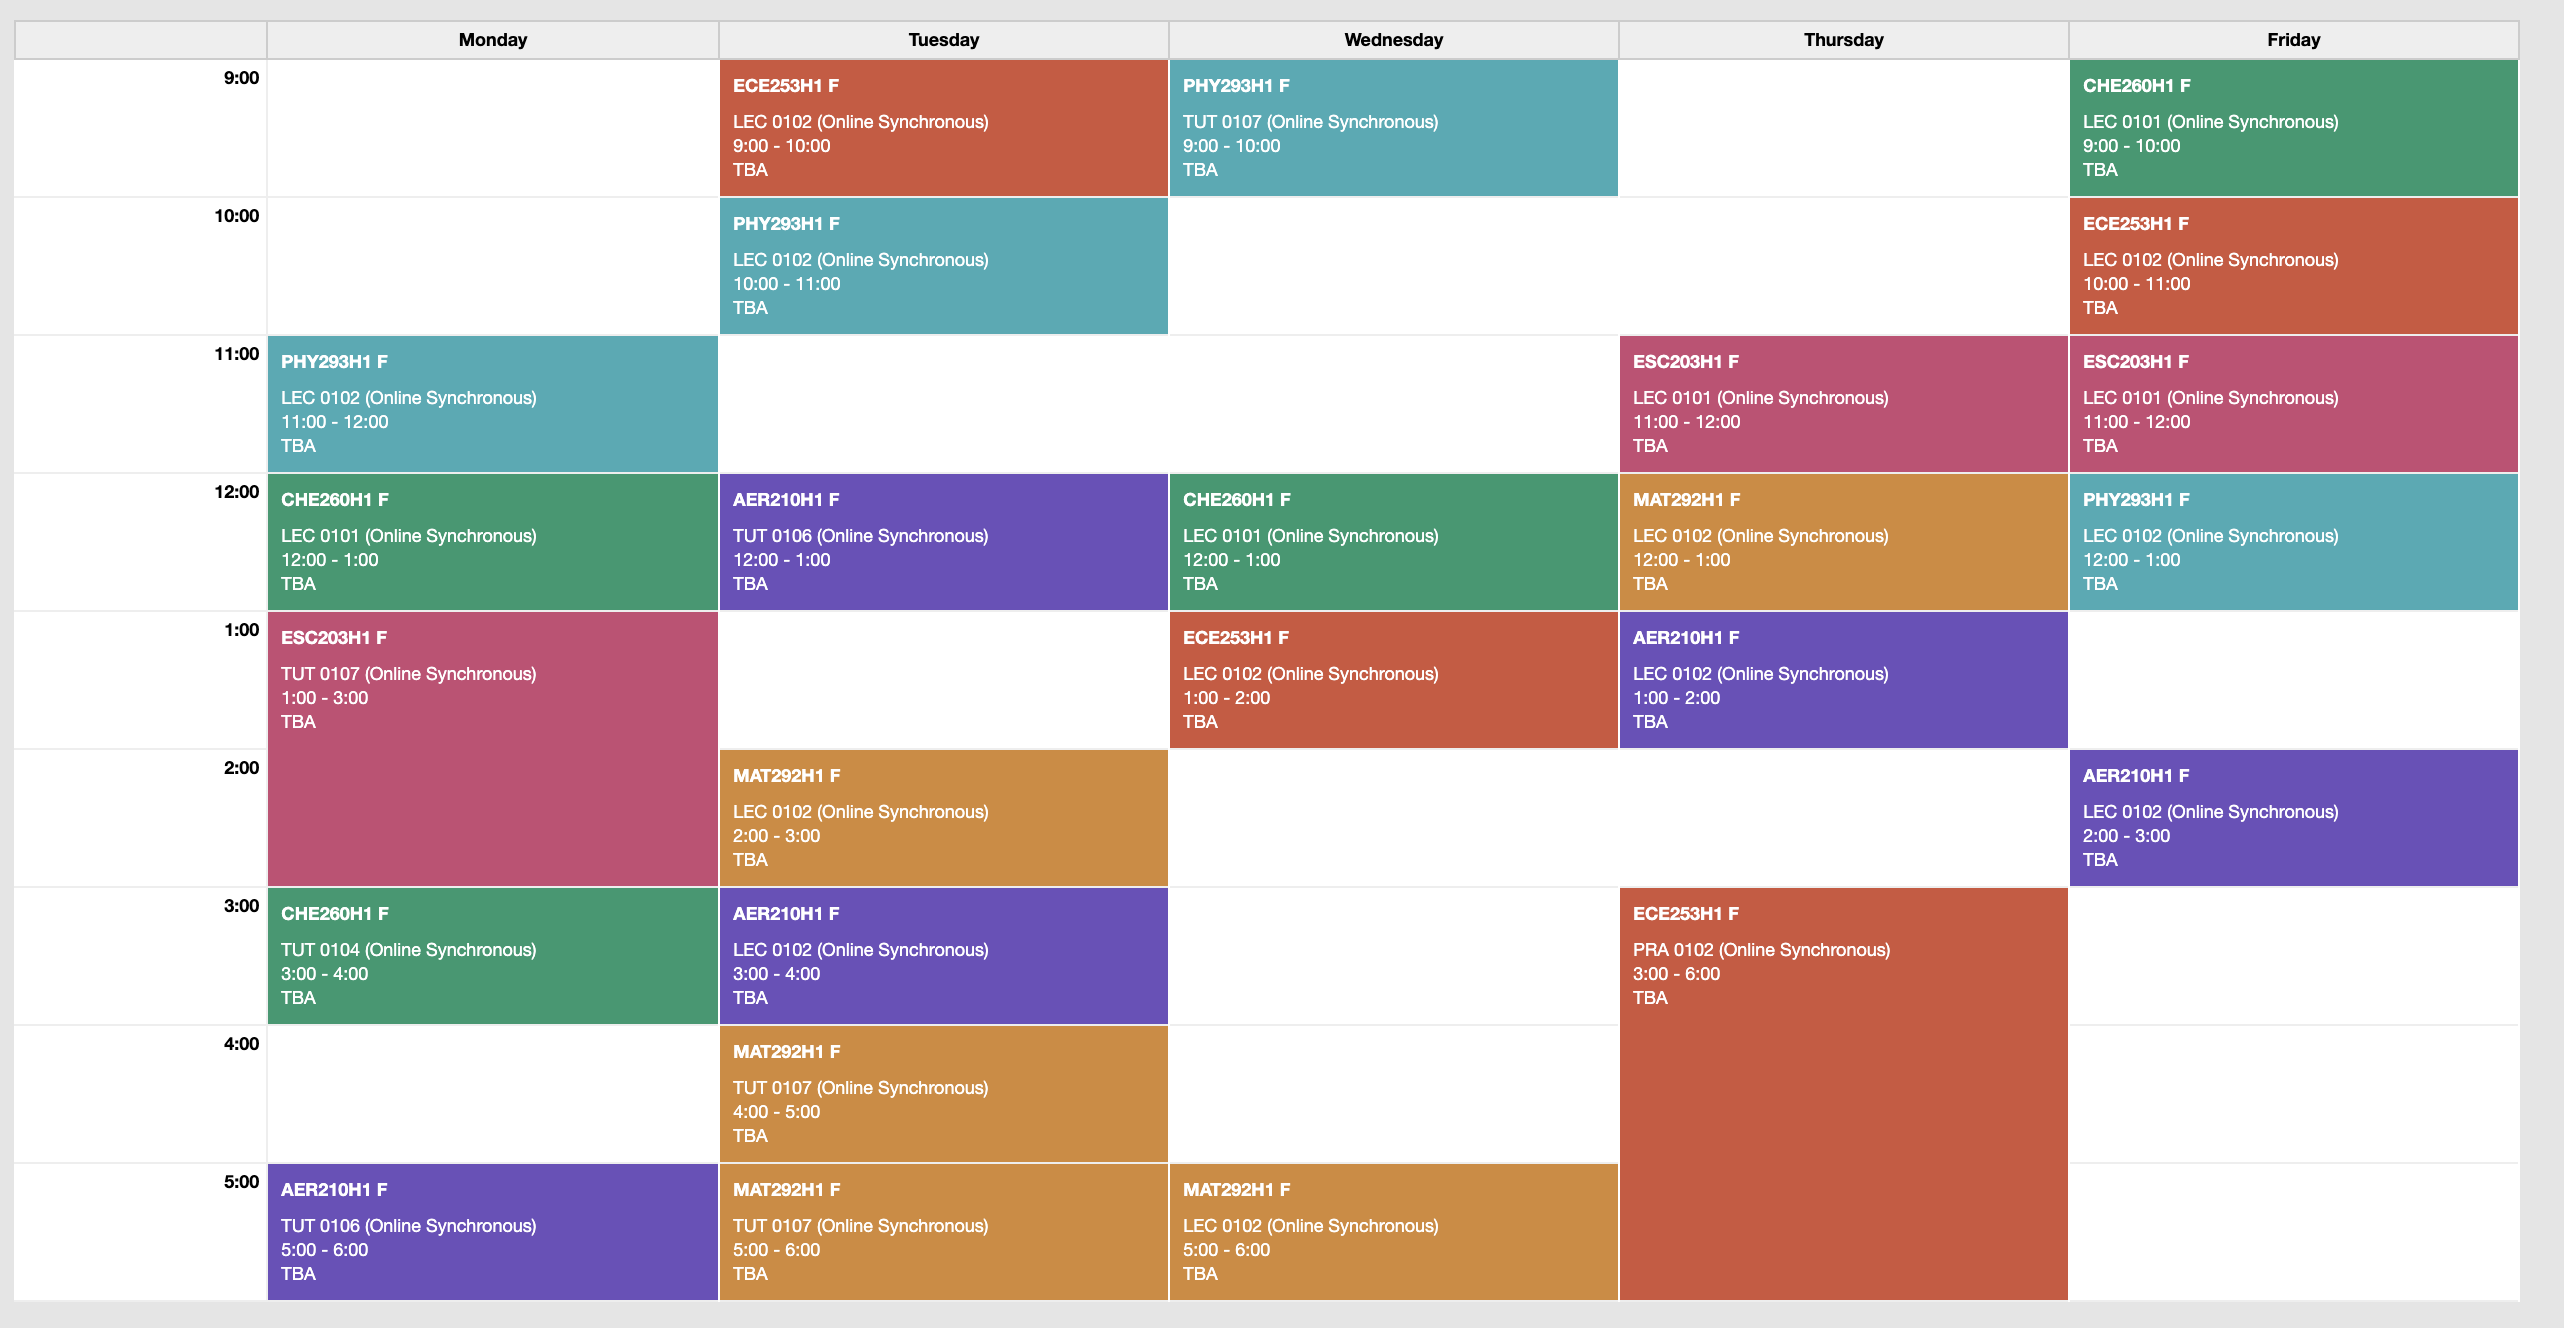 Monday Tuesday Wednesday Thursday Friday
9:00
ECE253H1 F
LEC 0102 (Online Synchronous)
9:00 - 10:00
TBA
PHY293H1 F
TUT 0107 (Online Synchronous)
9:00 - 10:00
TBA
CHE260H1 F
LEC 0101 (Online Synchronous)
9:00 - 10:00
TBA
10:00
PHY293H1 F
LEC 0102 (Online Synchronous)
10:00 - 11:00
TBA
ECE253H1 F
LEC 0102 (Online Synchronous)
10:00 - 11:00
TBA
11:00
PHY293H1 F
LEC 0102 (Online Synchronous)
11:00 - 12:00
TBA
ESC203H1 F
LEC 0101 (Online Synchronous)
11:00 - 12:00
TBA
ESC203H1 F
LEC 0101 (Online Synchronous)
11:00 - 12:00
TBA
12:00
CHE260H1 F
LEC 0101 (Online Synchronous)
12:00 - 1:00
TBA
AER210H1 F
TUT 0106 (Online Synchronous)
12:00 - 1:00
TBA
CHE260H1 F
LEC 0101 (Online Synchronous)
12:00 - 1:00
TBA
MAT292H1 F
LEC 0102 (Online Synchronous)
12:00 - 1:00
TBA
PHY293H1 F
LEC 0102 (Online Synchronous)
12:00 - 1:00
TBA
1:00
ESC203H1 F
TUT 0107 (Online Synchronous)
1:00 - 3:00
TBA
ECE253H1 F
LEC 0102 (Online Synchronous)
1:00 - 2:00
TBA
AER210H1 F
LEC 0102 (Online Synchronous)
1:00 - 2:00
TBA
2:00
MAT292H1 F
LEC 0102 (Online Synchronous)
2:00 - 3:00
TBA
AER210H1 F
LEC 0102 (Online Synchronous)
2:00 - 3:00
TBA
3:00
CHE260H1 F
TUT 0104 (Online Synchronous)
3:00 - 4:00
TBA
AER210H1 F
LEC 0102 (Online Synchronous)
3:00 - 4:00
TBA
ECE253H1 F
PRA 0102 (Online Synchronous)
3:00 - 6:00
TBA
4:00
MAT292H1 F
TUT 0107 (Online Synchronous)
4:00 - 5:00
TBA
5:00
AER210H1 F
TUT 0106 (Online Synchronous)
5:00 - 6:00
TBA
MAT292H1 F
TUT 0107 (Online Synchronous)
5:00 - 6:00
TBA
MAT292H1 F
LEC 0102 (Online Synchronous)
5:00 - 6:00
TBA